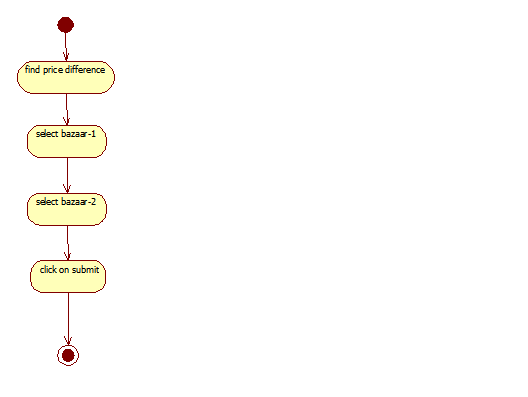 find price difference
select bazaar-1
select bazaar-2
click on submit